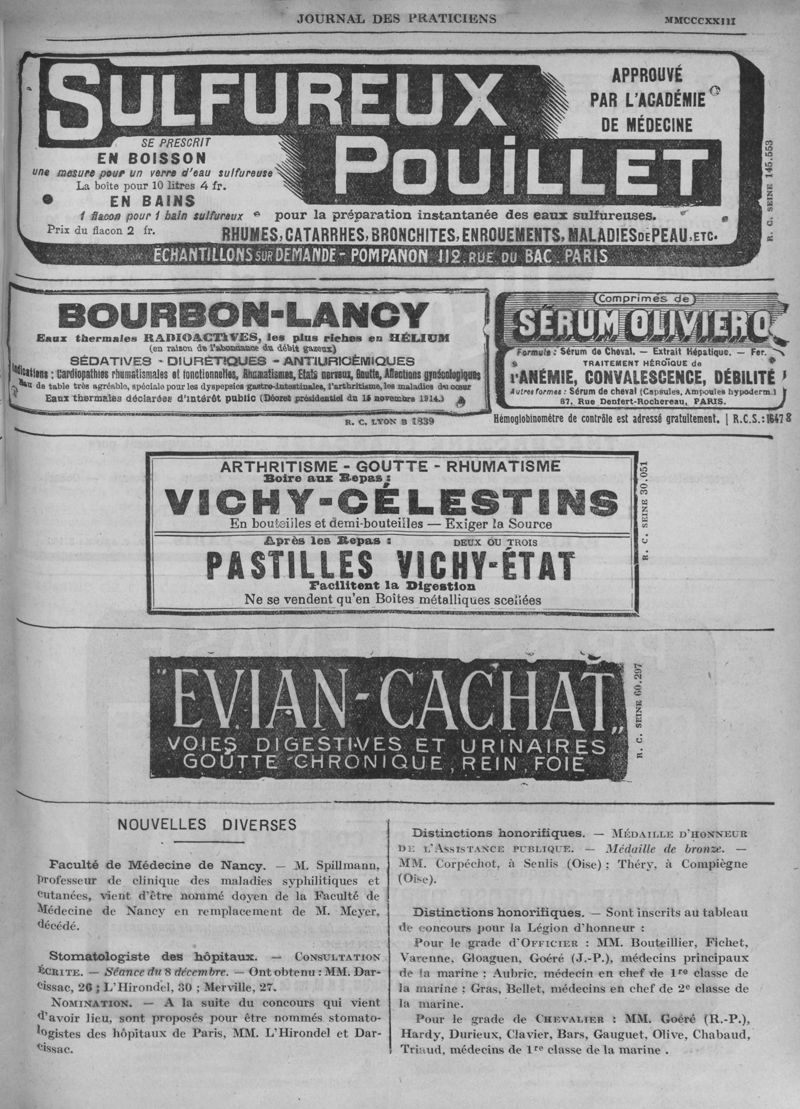 JOURNAL DES PRATICIENS
MMCCCXXIII
SULFUREUX
POUILLET
APPROUVÉ
PAR L'ACADÉMIE
DE MÉDECINE
SE PRESCRIT
EN BOISSON
une mesure pour un verre d'eau sulfureuse
La boîte pour 10 litres 4 fr.
EN BAINS
1 flacon pour 1 bain sulfureux
Prix du flacon 2 fr.
pour la préparation instantanée des eaux sulfureuses.
RHUMES, CATARRHES, BRONCHITES, ENROUEMENTS, MALADIES DE PEAU, ETC.
ÉCHANTILLONS SUR DEMANDE - POMPANON 112, RUE DU BAC. PARIS
R. C. SEINE 145.553
BOURBON-LANCY
Eaux thermales RADIOACTIVES, les plus riches en HÉLIUM
(en raison de l'abondance du débit gazeux)
SÉDATIVES - DIURÉTIQUES - ANTIURICÉMIQUES
Indications : Cardiopathies rhumatismales et fonctionnelles, Rhumatismes, Etats nerveux, Goutte, Affections gynécologiques
Eau de table très agréable, spéciale pour les dyspepsies gastro-intestinales, l'arthritisme, les maladies du cœur
Eaux thermales déclarées d'intérêt public (Décret présidentiel du 15 novembre 1914.)
R. C. LYON B 1839
(Comprimés de)
SÉRUM OLIVIERO
Formule : Sérum de Cheval. — Extrait Hépatique. — Fer.
TRAITEMENT HÉROÏQUE de
l'ANÉMIE, CONVALESCENCE, DÉBILITÉ
Autres formes : Sérum de cheval (Capsules, Ampoules hypoderm.)
87, Rue Denfert-Rochereau, PARIS.
Hémoglobinomètre de contrôle est adressé gratuitement. | R.C.S. : 16478
ARTHRITISME - GOUTTE - RHUMATISME
Boire aux Repas :
VICHY-CÉLESTINS
En bouteilles et demi-bouteilles — Exiger la Source
Après les Repas : DEUX OU TROIS
PASTILLES VICHY-ÉTAT
Facilitent la Digestion
Ne se vendent qu'en Boîtes métalliques scellées
R. C. SEINE 30.051
"EVIAN-CACHAT"
VOIES DIGESTIVES ET URINAIRES
GOUTTE CHRONIQUE, REIN, FOIE
R. C. SEINE 60.297
NOUVELLES DIVERSES
Faculté de Médecine de Nancy. — M. Spillmann,
professeur de clinique des maladies syphilitiques et
cutanées, vient d'être nommé doyen de la Faculté de
Médecine de Nancy en remplacement de M. Meyer,
décédé.
Stomatologiste des hôpitaux. — CONSULTATION
ÉCRITE. — Séance du 8 décembre. — Ont obtenu : MM. Dar-
cissac, 26 ; L'Hirondel, 30 ; Merville, 27.
NOMINATION. — A la suite du concours qui vient
d'avoir lieu, sont proposés pour être nommés stomato-
logistes des hôpitaux de Paris, MM. L'Hirondel et Dar-
cissac.
Distinctions honorifiques. — MÉDAILLE D'HONNEUR
DE L'ASSISTANCE PUBLIQUE. — Médaille de bronze. —
MM. Corpéchot, à Senlis (Oise) ; Théry, à Compiègne
(Oise).
Distinctions honorifiques. — Sont inscrits au tableau
de concours pour la Légion d'honneur :
Pour le grade d'OFFICIER : MM. Bouteillier, Fichet,
Varenne, Gloaguen, Goéré (J.-P.), médecins principaux
de la marine ; Aubric, médecin en chef de 1re classe de
la marine ; Gras, Bellet, médecins en chef de 2e classe de
la marine.
Pour le grade de CHEVALIER : MM. Goéré (R.-P.),
Hardy, Durieux, Clavier, Bars, Gauguet, Olive, Chabaud,
Triaud, médecins de 1re classe de la marine .